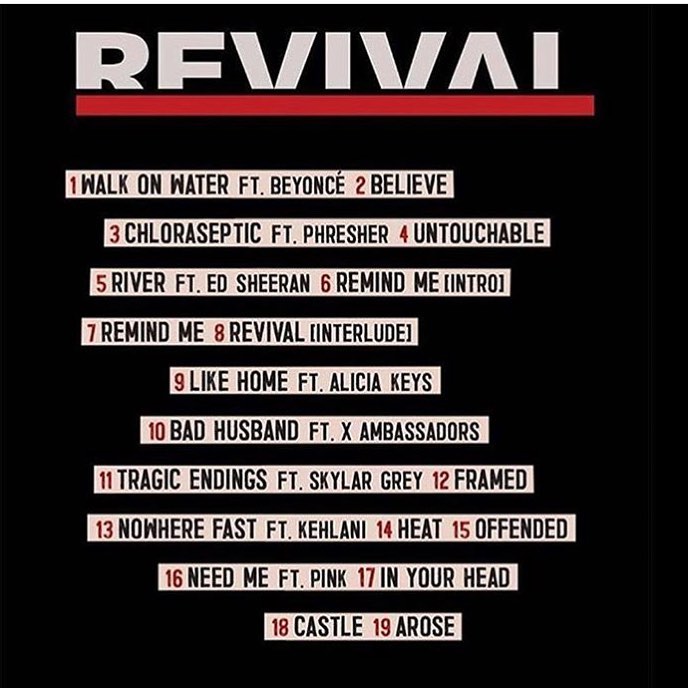 REVIVAL
1 WALK ON WATER FT. BEYONCÉ 2 BELIEVE
3 CHLORASEPTIC FT. PHRESHER 4 UNTOUCHABLE
5 RIVER FT. ED SHEERAN 6 REMIND ME [INTRO]
7 REMIND ME 8 REVIVAL [INTERLUDE]
9 LIKE HOME FT. ALICIA KEYS
10 BAD HUSBAND FT. X AMBASSADORS
11 TRAGIC ENDINGS FT. SKYLAR GREY 12 FRAMED
13 NOWHERE FAST FT. KEHLANI 14 HEAT 15 OFFENDED
16 NEED ME FT. PINK 17 IN YOUR HEAD
18 CASTLE 19 AROSE